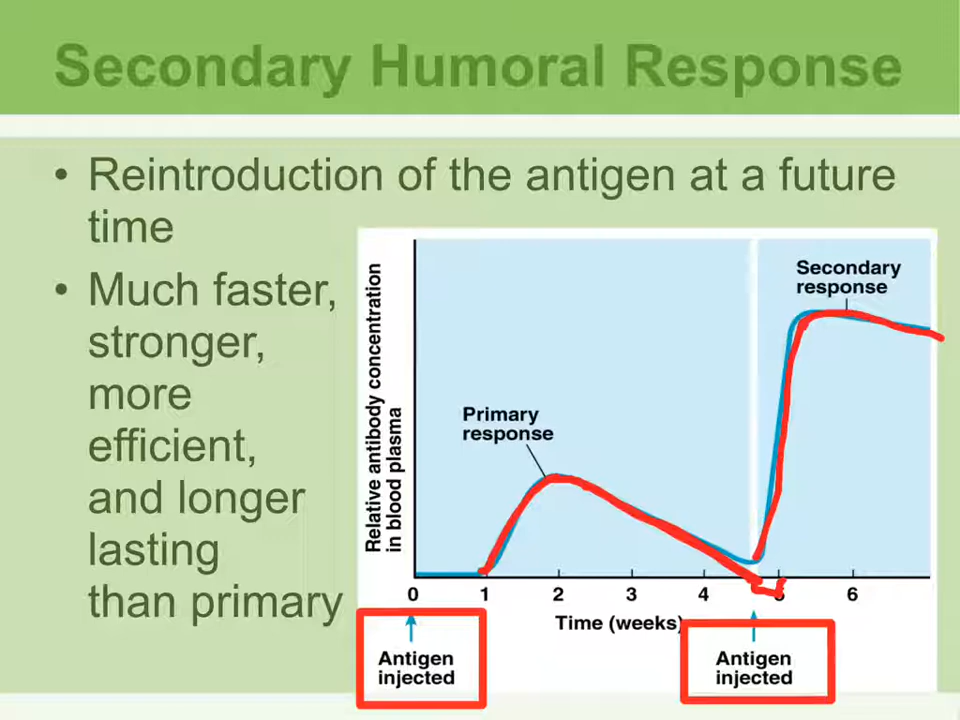 Secondary Humoral Response
• Reintroduction of the antigen at a future
time
• Much faster,
stronger,
more
efficient,
and longer
lasting
than primary
Relative antibody concentration
in blood plasma
Primary
response
Secondary
response
0 1 2 3 4 5 6
Time (weeks)
Antigen
injected
Antigen
injected